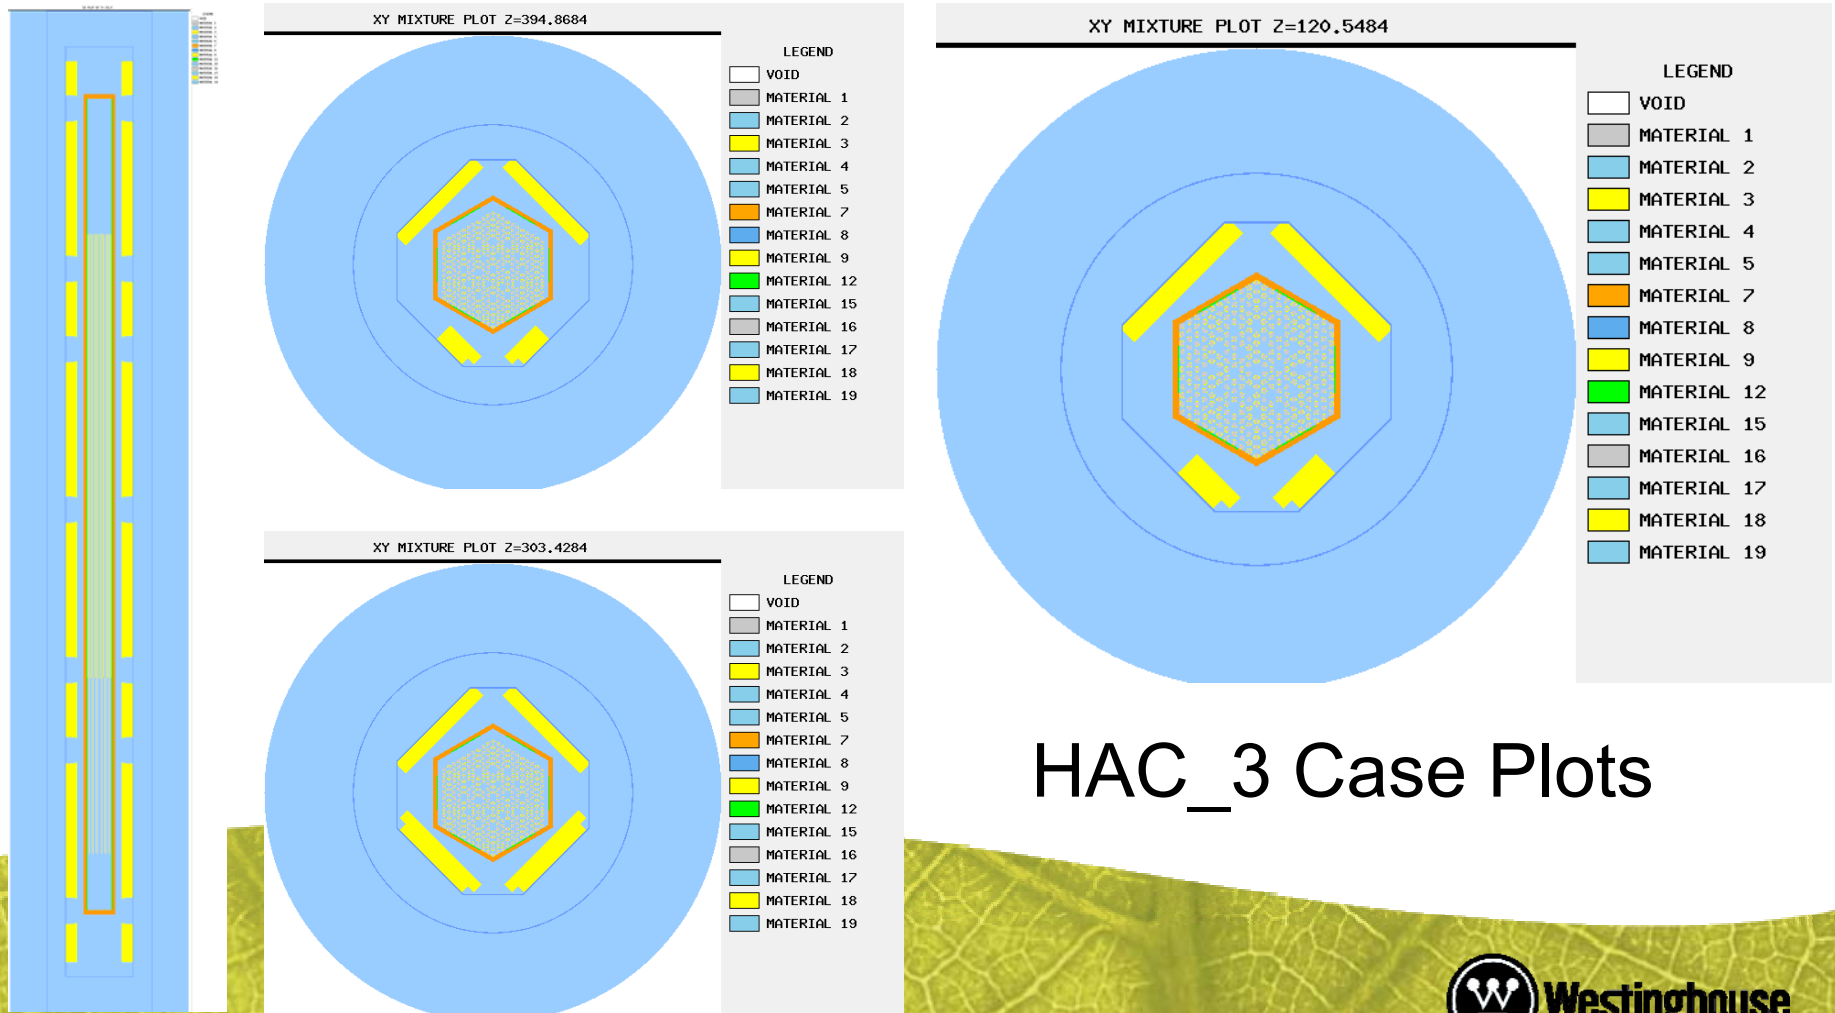 XY MIXTURE PLOT Z=394.8684
LEGEND
VOID
MATERIAL 1
MATERIAL 2
MATERIAL 3
MATERIAL 4
MATERIAL 5
MATERIAL 7
MATERIAL 8
MATERIAL 9
MATERIAL 12
MATERIAL 15
MATERIAL 16
MATERIAL 17
MATERIAL 18
MATERIAL 19
XY MIXTURE PLOT Z=303.4284
LEGEND
VOID
MATERIAL 1
MATERIAL 2
MATERIAL 3
MATERIAL 4
MATERIAL 5
MATERIAL 7
MATERIAL 8
MATERIAL 9
MATERIAL 12
MATERIAL 15
MATERIAL 16
MATERIAL 17
MATERIAL 18
MATERIAL 19
XY MIXTURE PLOT Z=120.5484
LEGEND
VOID
MATERIAL 1
MATERIAL 2
MATERIAL 3
MATERIAL 4
MATERIAL 5
MATERIAL 7
MATERIAL 8
MATERIAL 9
MATERIAL 12
MATERIAL 15
MATERIAL 16
MATERIAL 17
MATERIAL 18
MATERIAL 19
HAC_3 Case Plots
Westinghouse